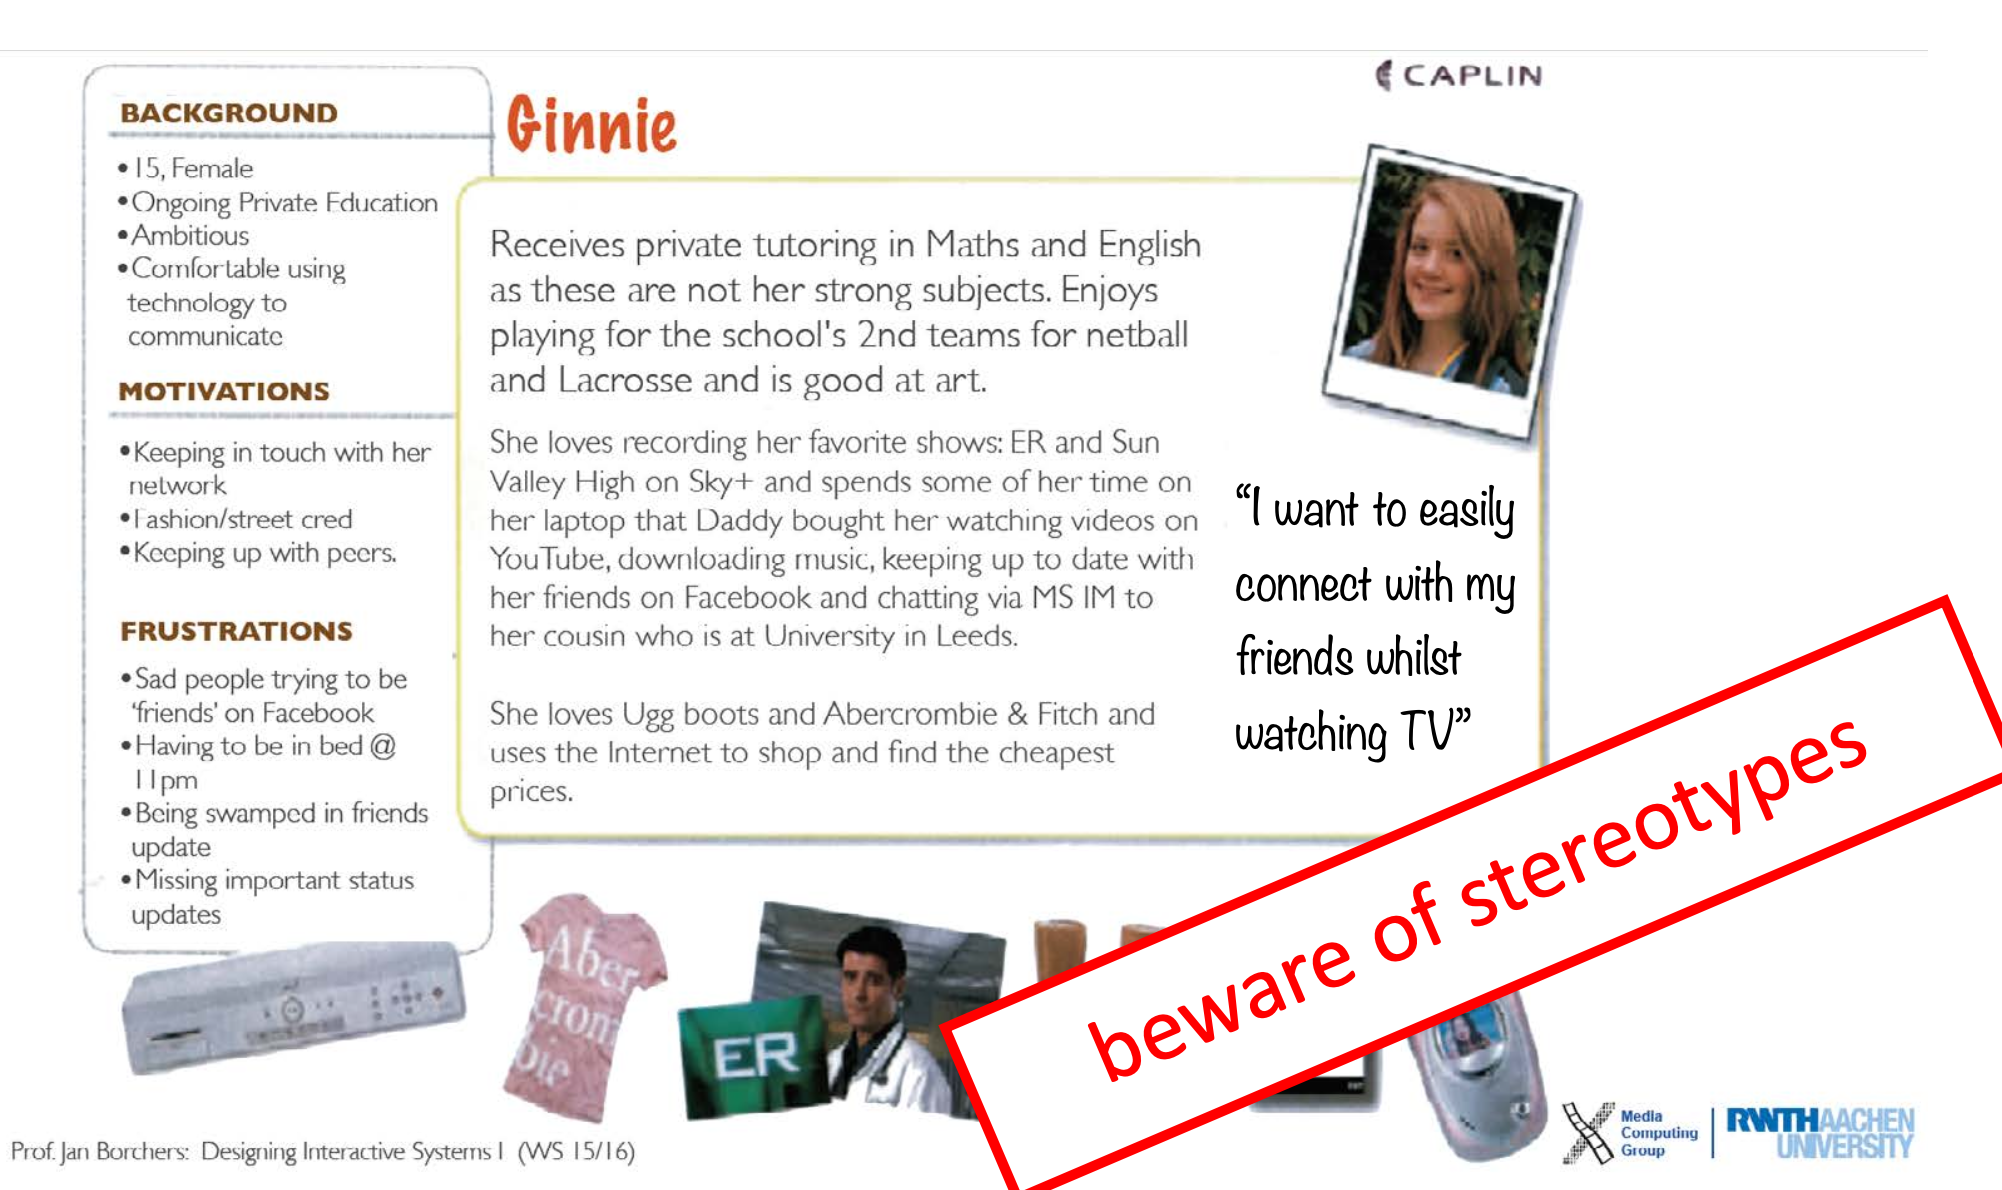 CAPLIN
Ginnie
BACKGROUND
•15, Female
•Ongoing Private Education
•Ambitious
•Comfortable using
technology to
communicate
MOTIVATIONS
•Keeping in touch with her
network
•Fashion/street cred
•Keeping up with peers.
FRUSTRATIONS
•Sad people trying to be
'friends' on Facebook
•Having to be in bed @
11pm
•Being swamped in friends
update
•Missing important status
updates
Receives private tutoring in Maths and English
as these are not her strong subjects. Enjoys
playing for the school's 2nd teams for netball
and Lacrosse and is good at art.
She loves recording her favorite shows: ER and Sun
Valley High on Sky+ and spends some of her time on
her laptop that Daddy bought her watching videos on
YouTube, downloading music, keeping up to date with
her friends on Facebook and chatting via MS IM to
her cousin who is at University in Leeds.
She loves Ugg boots and Abercrombie & Fitch and
uses the Internet to shop and find the cheapest
prices.
“I want to easily
connect with my
friends whilst
watching TV”
beware of stereotypes
Aber
crom
bie
ER
Prof. Jan Borchers: Designing Interactive Systems I (WS 15/16)
Media
Computing
Group
RWTHAACHEN
UNIVERSITY